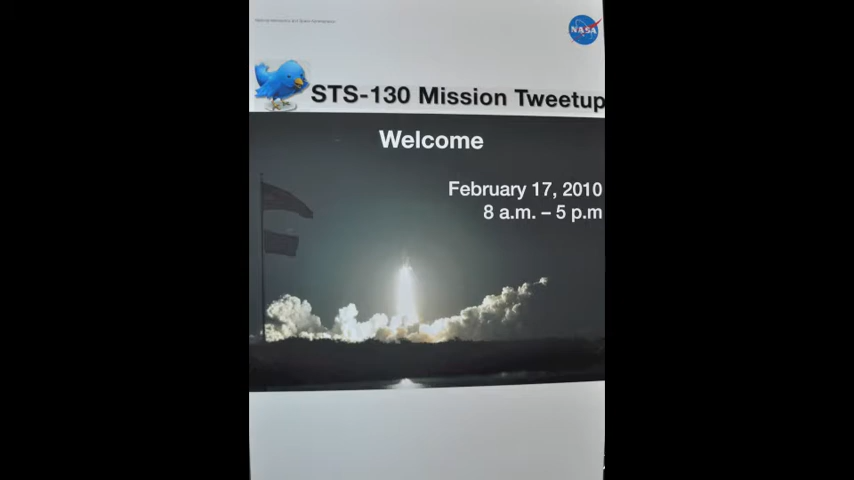 NASA
STS-130 Mission Tweetup
Welcome
February 17, 2010
8 a.m. – 5 p.m